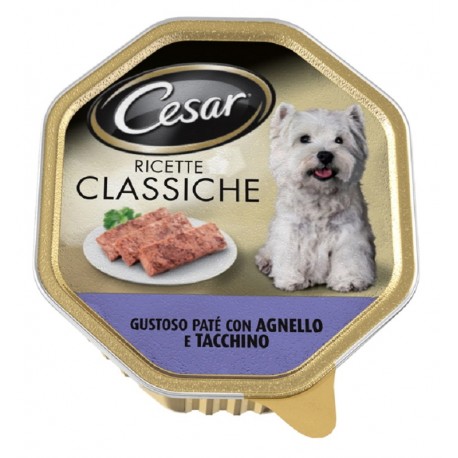 Cesar
RICETTE
CLASSICHE
GUSTOSO PATÉ CON AGNELLO
E TACCHINO